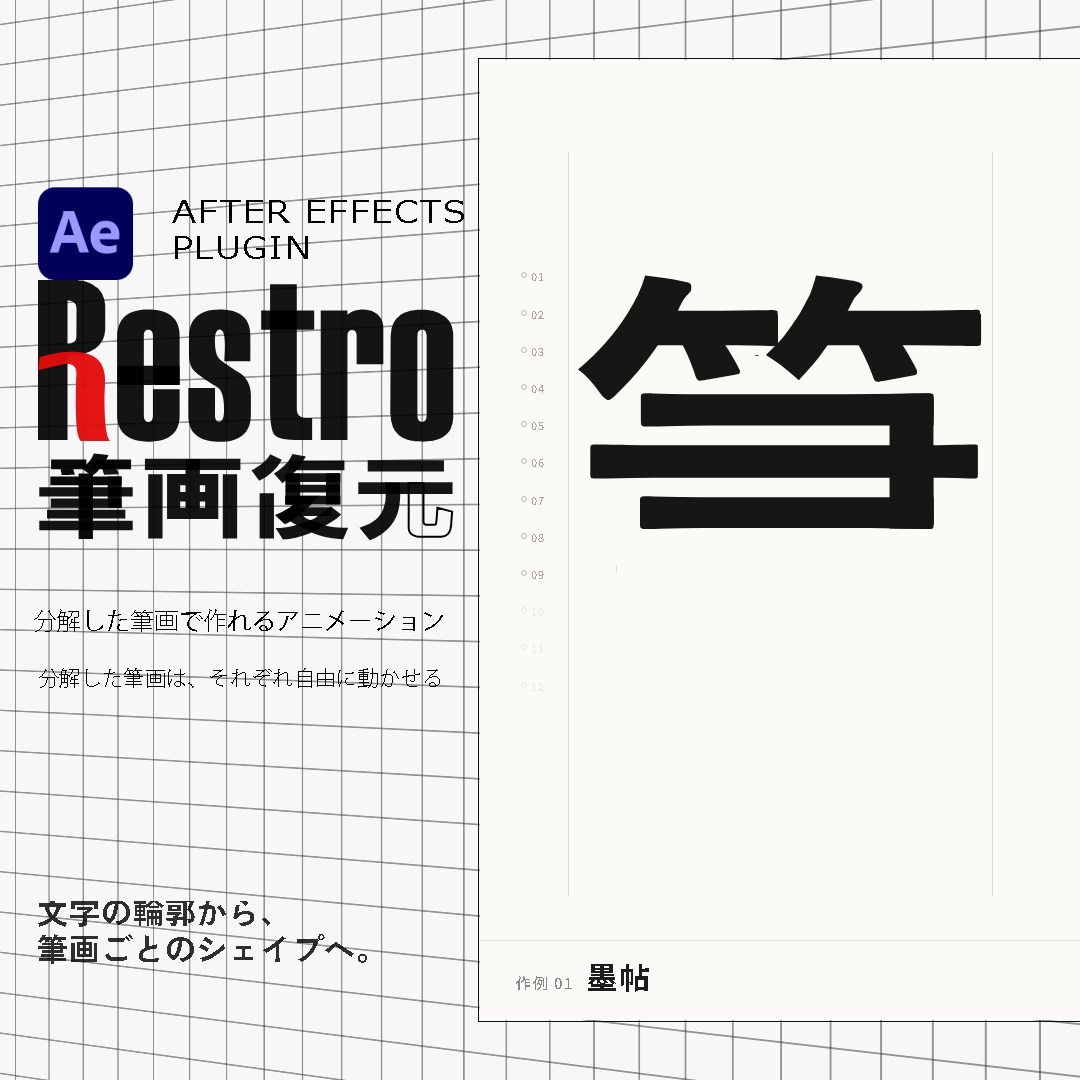 Ae
AFTER EFFECTS
PLUGIN
Restro
筆画復元
分解した筆画で作れるアニメーション
分解した筆画は、それぞれ自由に動かせる
文字の輪郭から、
筆画ごとのシェイプへ。
01
02
03
04
05
06
07
08
09
10
11
12
作例 01 墨帖